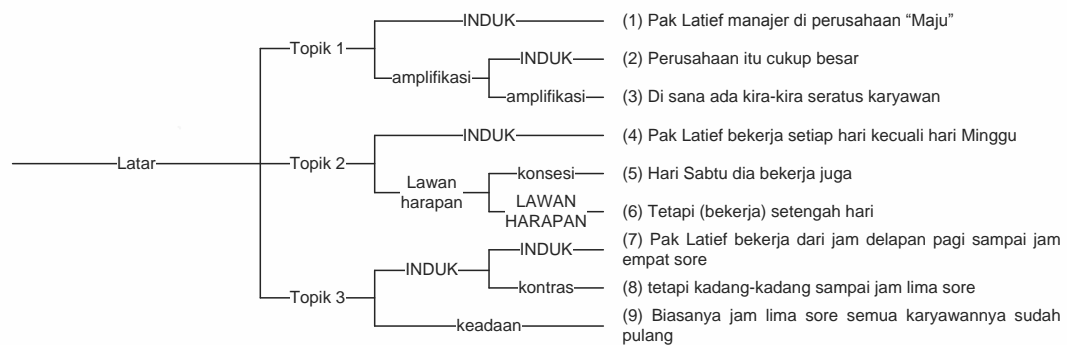 INDUK
(1) Pak Latief manajer di perusahaan “Maju”
Topik 1
INDUK
(2) Perusahaan itu cukup besar
amplifikasi
amplifikasi
(3) Di sana ada kira-kira seratus karyawan
INDUK
(4) Pak Latief bekerja setiap hari kecuali hari Minggu
Latar
Topik 2
konsesi
(5) Hari Sabtu dia bekerja juga
Lawan
harapan
LAWAN
HARAPAN
(6) Tetapi (bekerja) setengah hari
INDUK
(7) Pak Latief bekerja dari jam delapan pagi sampai jam
empat sore
INDUK
kontras
(8) tetapi kadang-kadang sampai jam lima sore
Topik 3
keadaan
(9) Biasanya jam lima sore semua karyawannya sudah
pulang